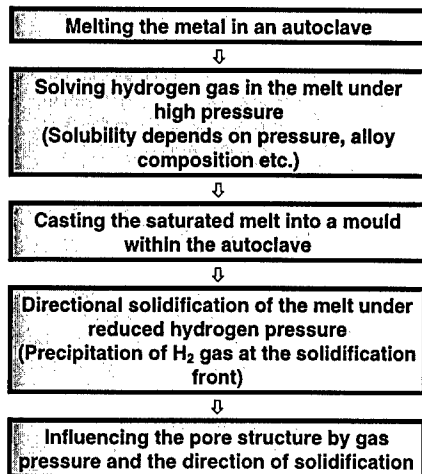 Melting the metal in an autoclave
⇩
Solving hydrogen gas in the melt under
high pressure
(Solubility depends on pressure, alloy
composition etc.)
⇩
Casting the saturated melt into a mould
within the autoclave
⇩
Directional solidification of the melt under
reduced hydrogen pressure
(Precipitation of H₂ gas at the solidification
front)
⇩
Influencing the pore structure by gas
pressure and the direction of solidification